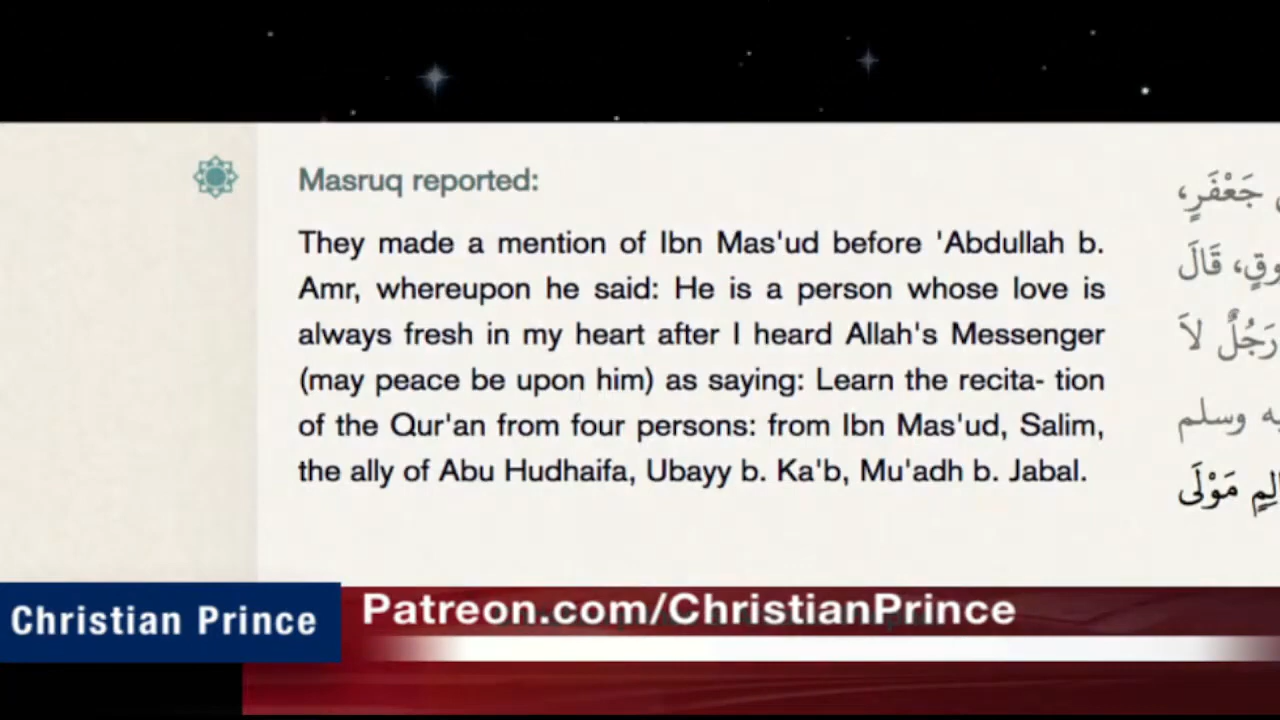 Masruq reported:
They made a mention of Ibn Mas'ud before 'Abdullah b.
Amr, whereupon he said: He is a person whose love is
always fresh in my heart after I heard Allah's Messenger
(may peace be upon him) as saying: Learn the recita- tion
of the Qur'an from four persons: from Ibn Mas'ud, Salim,
the ally of Abu Hudhaifa, Ubayy b. Ka'b, Mu'adh b. Jabal.
جَعْفَرٍ،
قَالَ
رَجُلٌ لاَ
وسلم
مَوْلَى
Christian Prince
Patreon.com/ChristianPrince